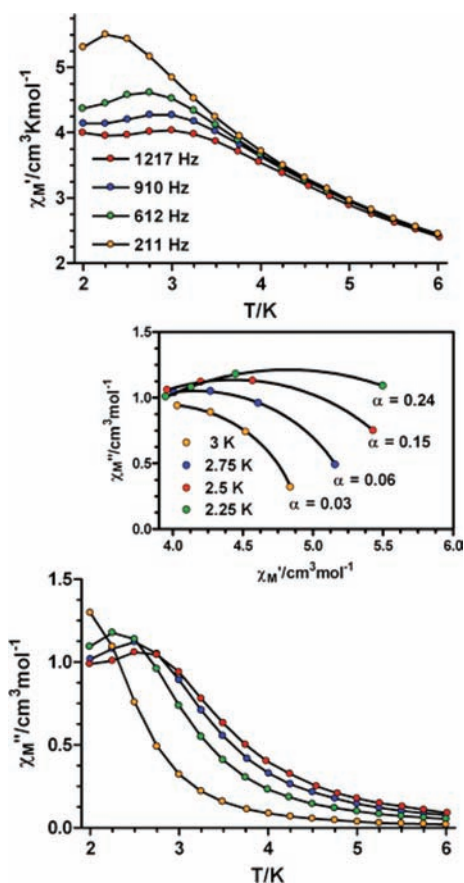 χM'/cm³Kmol⁻¹
5
4
3
2
1217 Hz
910 Hz
612 Hz
211 Hz
2 3 4 5 6
T/K
χM''/cm³mol⁻¹
1.5
1.0
0.5
0.0
α = 0.24
α = 0.15
α = 0.06
α = 0.03
3 K
2.75 K
2.5 K
2.25 K
4.0 4.5 5.0 5.5 6.0
χM'/cm³mol⁻¹
χM''/cm³mol⁻¹
1.5
1.0
0.5
0.0
2 3 4 5 6
T/K